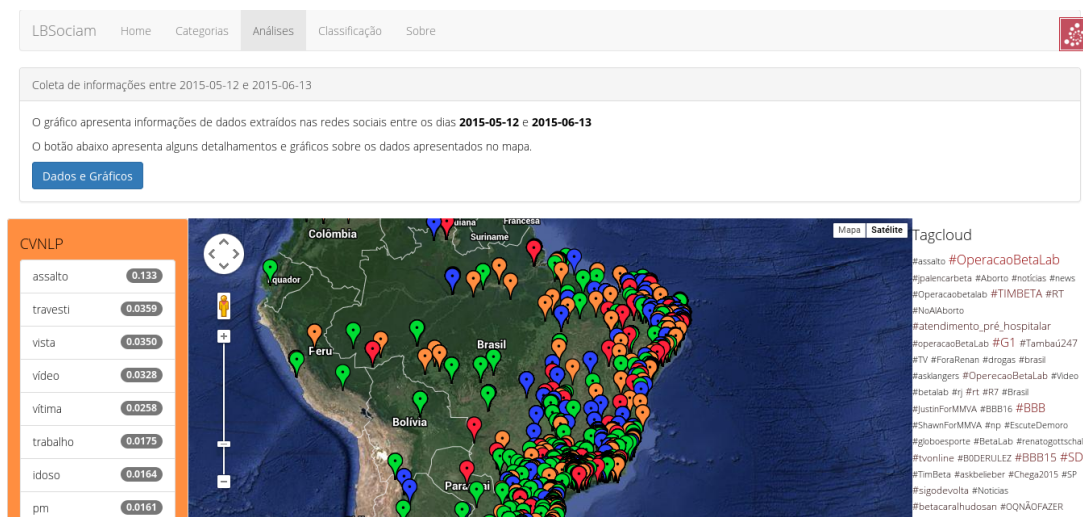 LBSociam Home Categorias Análises Classificação Sobre
Coleta de informações entre 2015-05-12 e 2015-06-13
O gráfico apresenta informações de dados extraídos nas redes sociais entre os dias 2015-05-12 e 2015-06-13
O botão abaixo apresenta alguns detalhamentos e gráficos sobre os dados apresentados no mapa.
Dados e Gráficos
CVNLP
assalto 0.133
travesti 0.0359
vista 0.0350
vídeo 0.0328
vítima 0.0258
trabalho 0.0175
idoso 0.0164
pm 0.0161
Colômbia
Suriname
Francesa
Brasil
Bolívia
Mapa Satélite
Tagcloud
#assalto #OperacaoBetaLab
#jpalencarbeta #Aborto #notícias #news
#Operacaobetalab #TIMBETA #RT
#NoAlAborto
#atendimento_pré_hospitalar
#operacaoBetaLab #G1 #Tambaú247
#TV #ForaRenan #drogas #brasil
#asklangers #OperecaoBetaLab #Video
#betalab #rj #rt #R7 #Brasil
#JustinForMMVA #BBB16 #BBB
#ShawnForMMVA #np #EscuteDemoro
#globoesporte #BetaLab #renatogottschal
#tvonline #B0DERULEZ #BBB15 #SD
#TimBeta #askbelieber #Chega2015 #SP
#sigodevolta #Noticias
#betacaralhudosan #OQNÃOFAZER